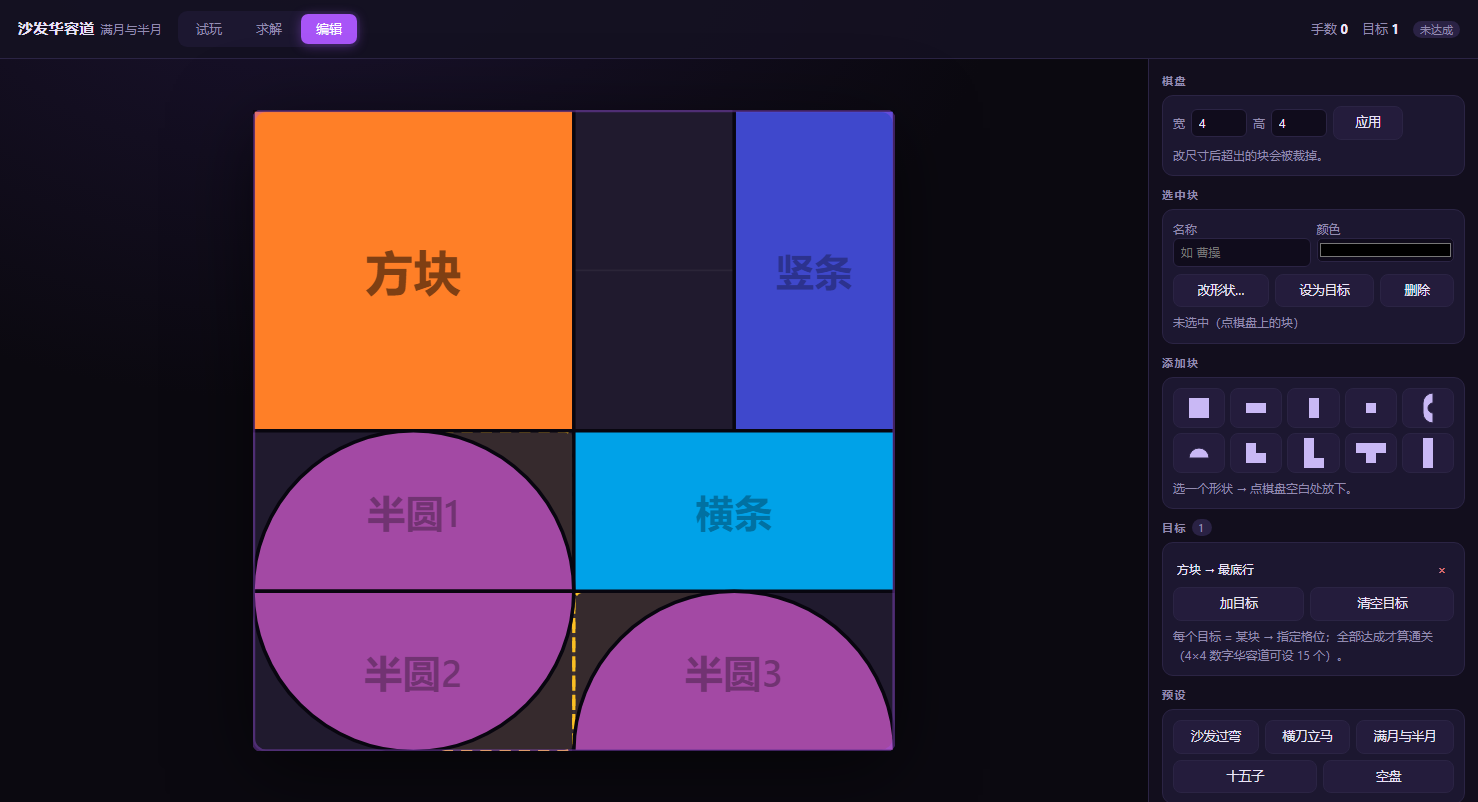 沙发华容道 满月与半月 试玩 求解 编辑 手数 0 目标 1 未达成
棋盘
宽 4 高 4 应用
改尺寸后超出的块会被裁掉。
选中块
名称 颜色
如 曹操
改形状... 设为目标 删除
未选中（点棋盘上的块）
添加块
选一个形状 → 点棋盘空白处放下。
目标 1
方块 → 最底行 ×
加目标 清空目标
每个目标 = 某块 → 指定格位；全部达成才算通关
（4×4 数字华容道可设 15 个）。
预设
沙发过弯 横刀立马 满月与半月
十五子 空盘
方块 竖条
半圆1 横条
半圆2 半圆3